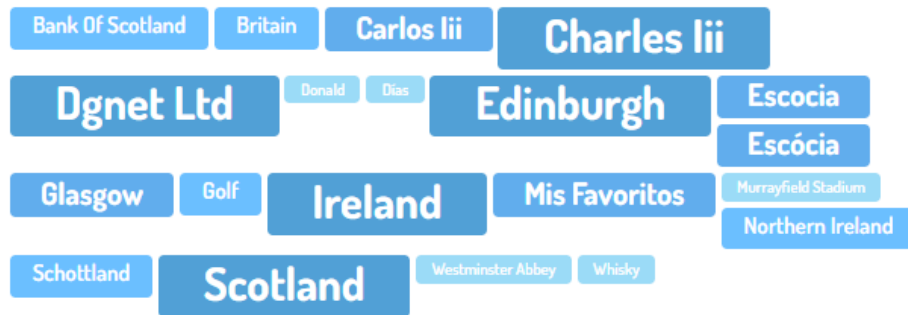 Bank Of Scotland Britain Carlos Iii Charles Iii
Dgnet Ltd Donald Días Edinburgh Escocia
Escócia
Glasgow Golf Ireland Mis Favoritos Murrayfield Stadium
Northern Ireland
Schottland Scotland Westminster Abbey Whisky